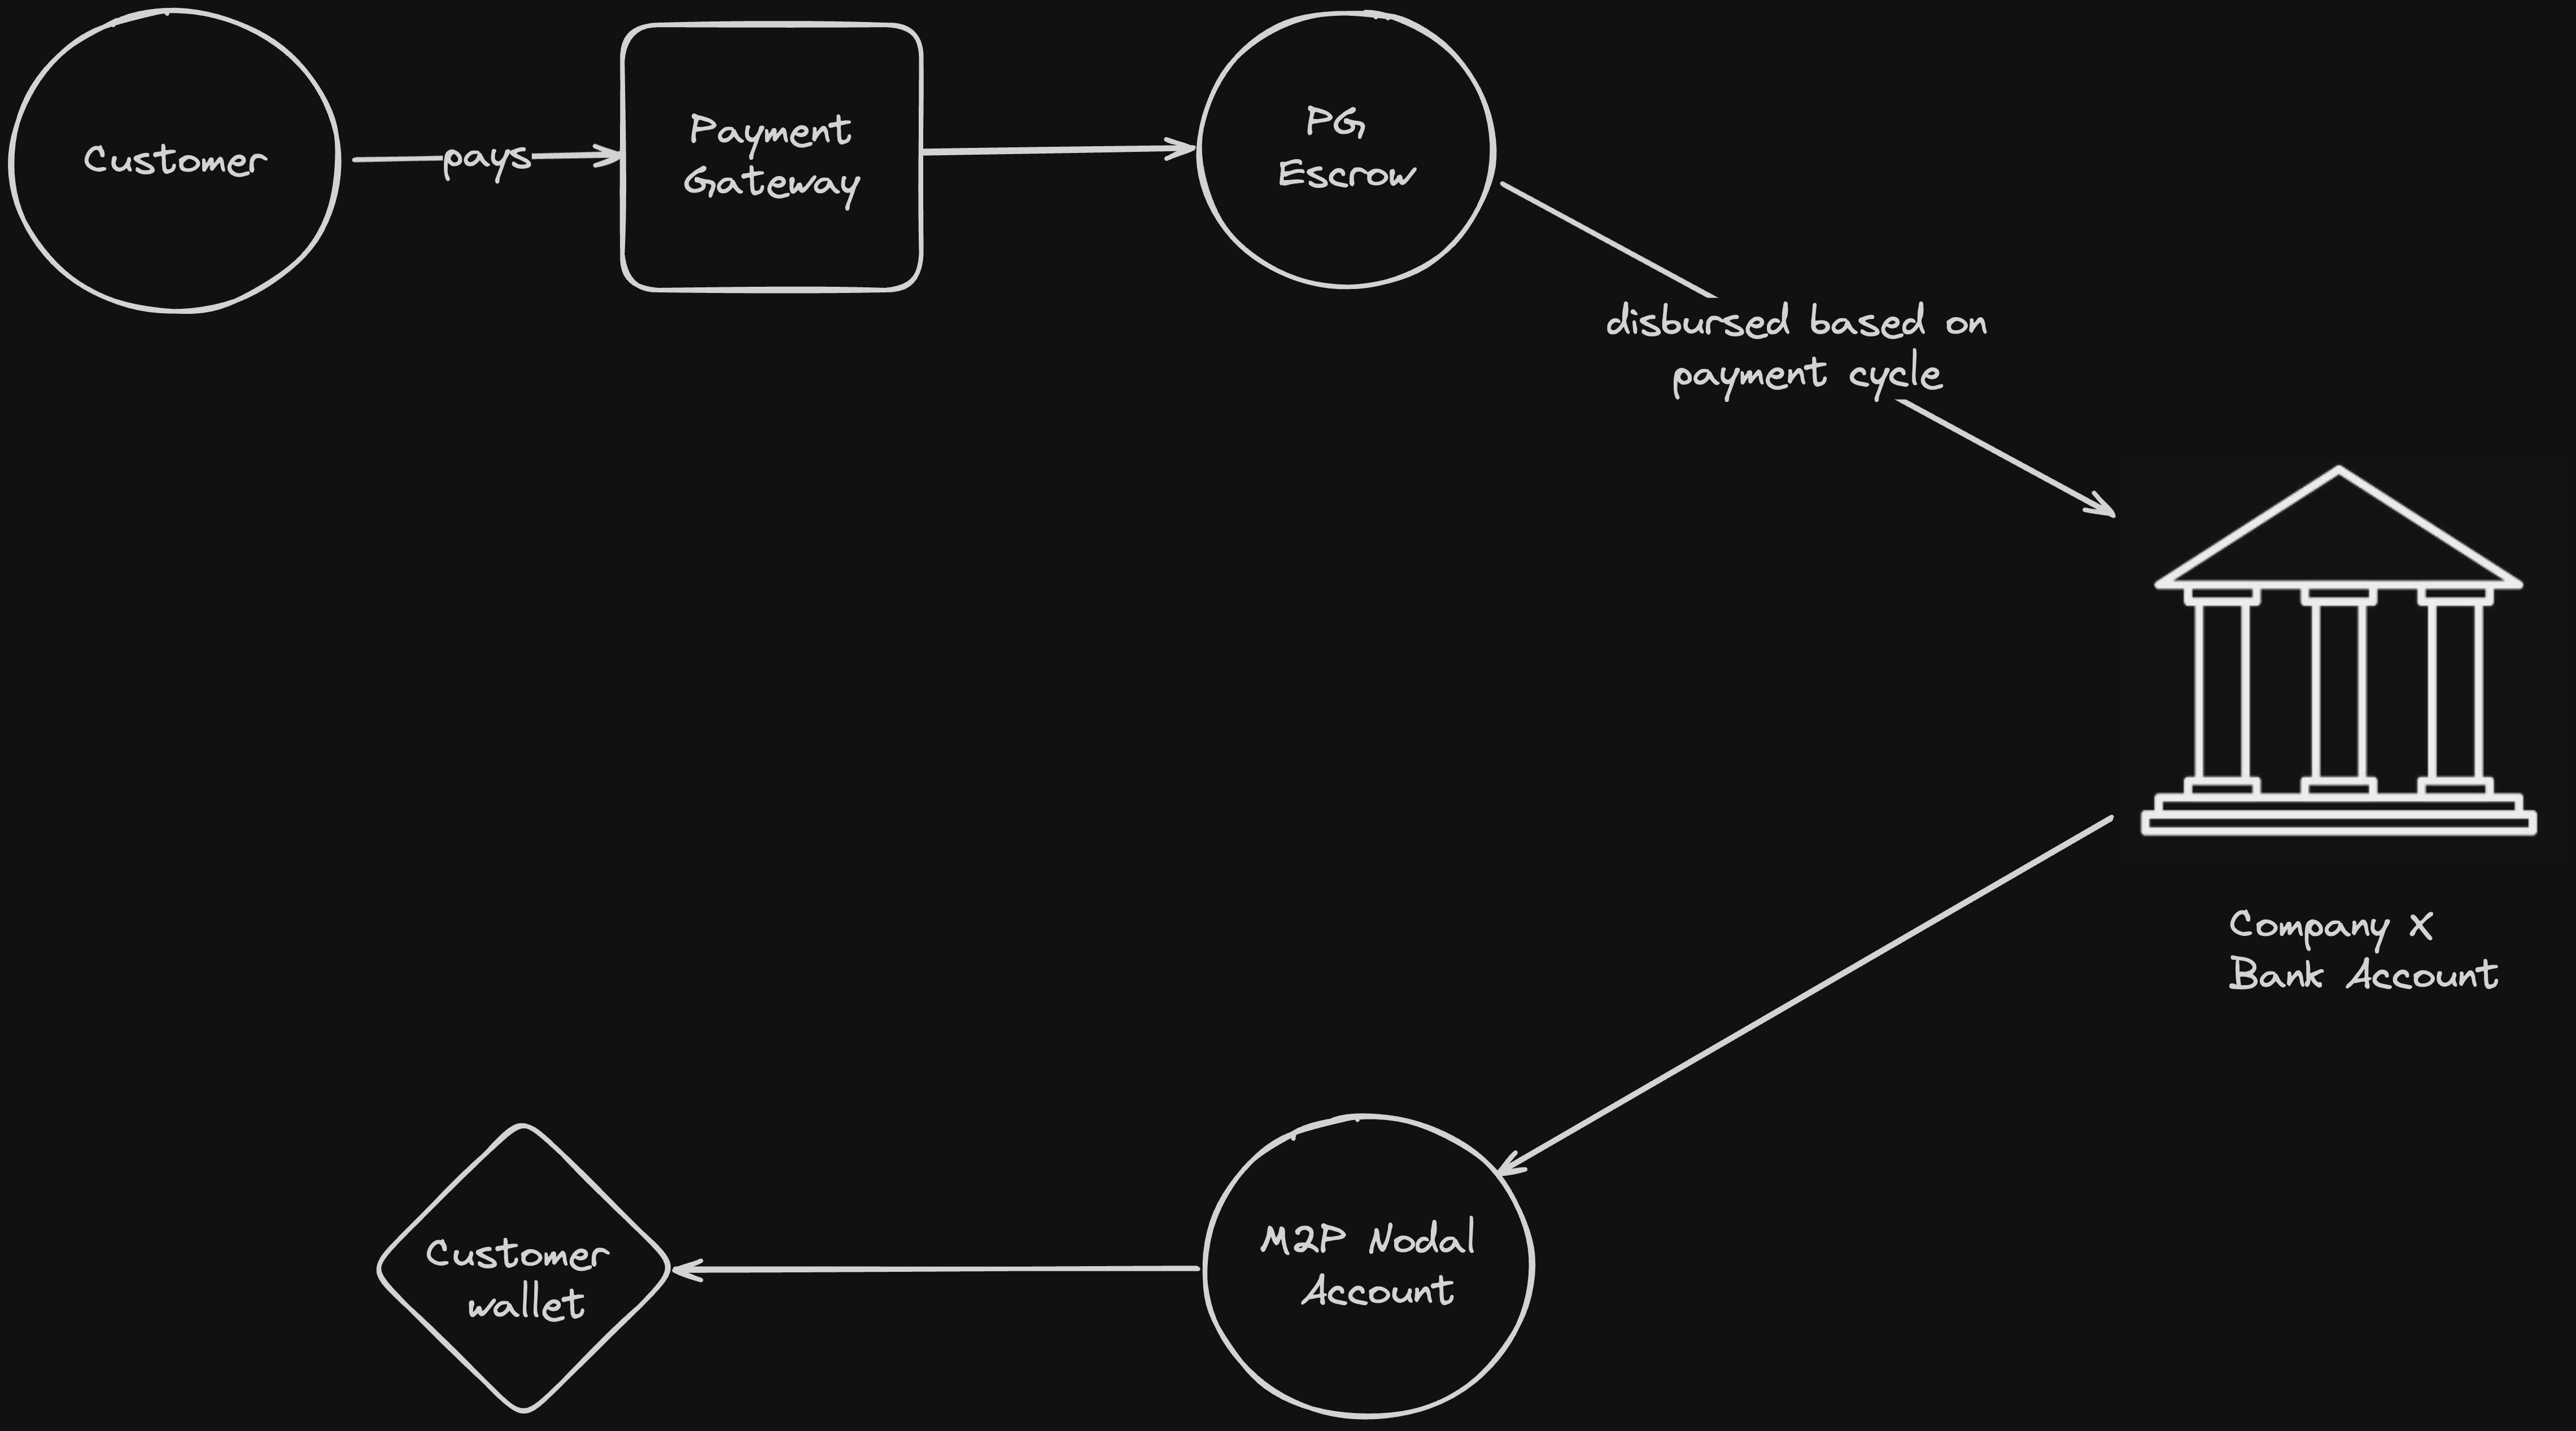 Customer
pays
Payment
Gateway
PG
Escrow
disbursed based on
payment cycle
Company X
Bank Account
M2P Nodal
Account
Customer
wallet